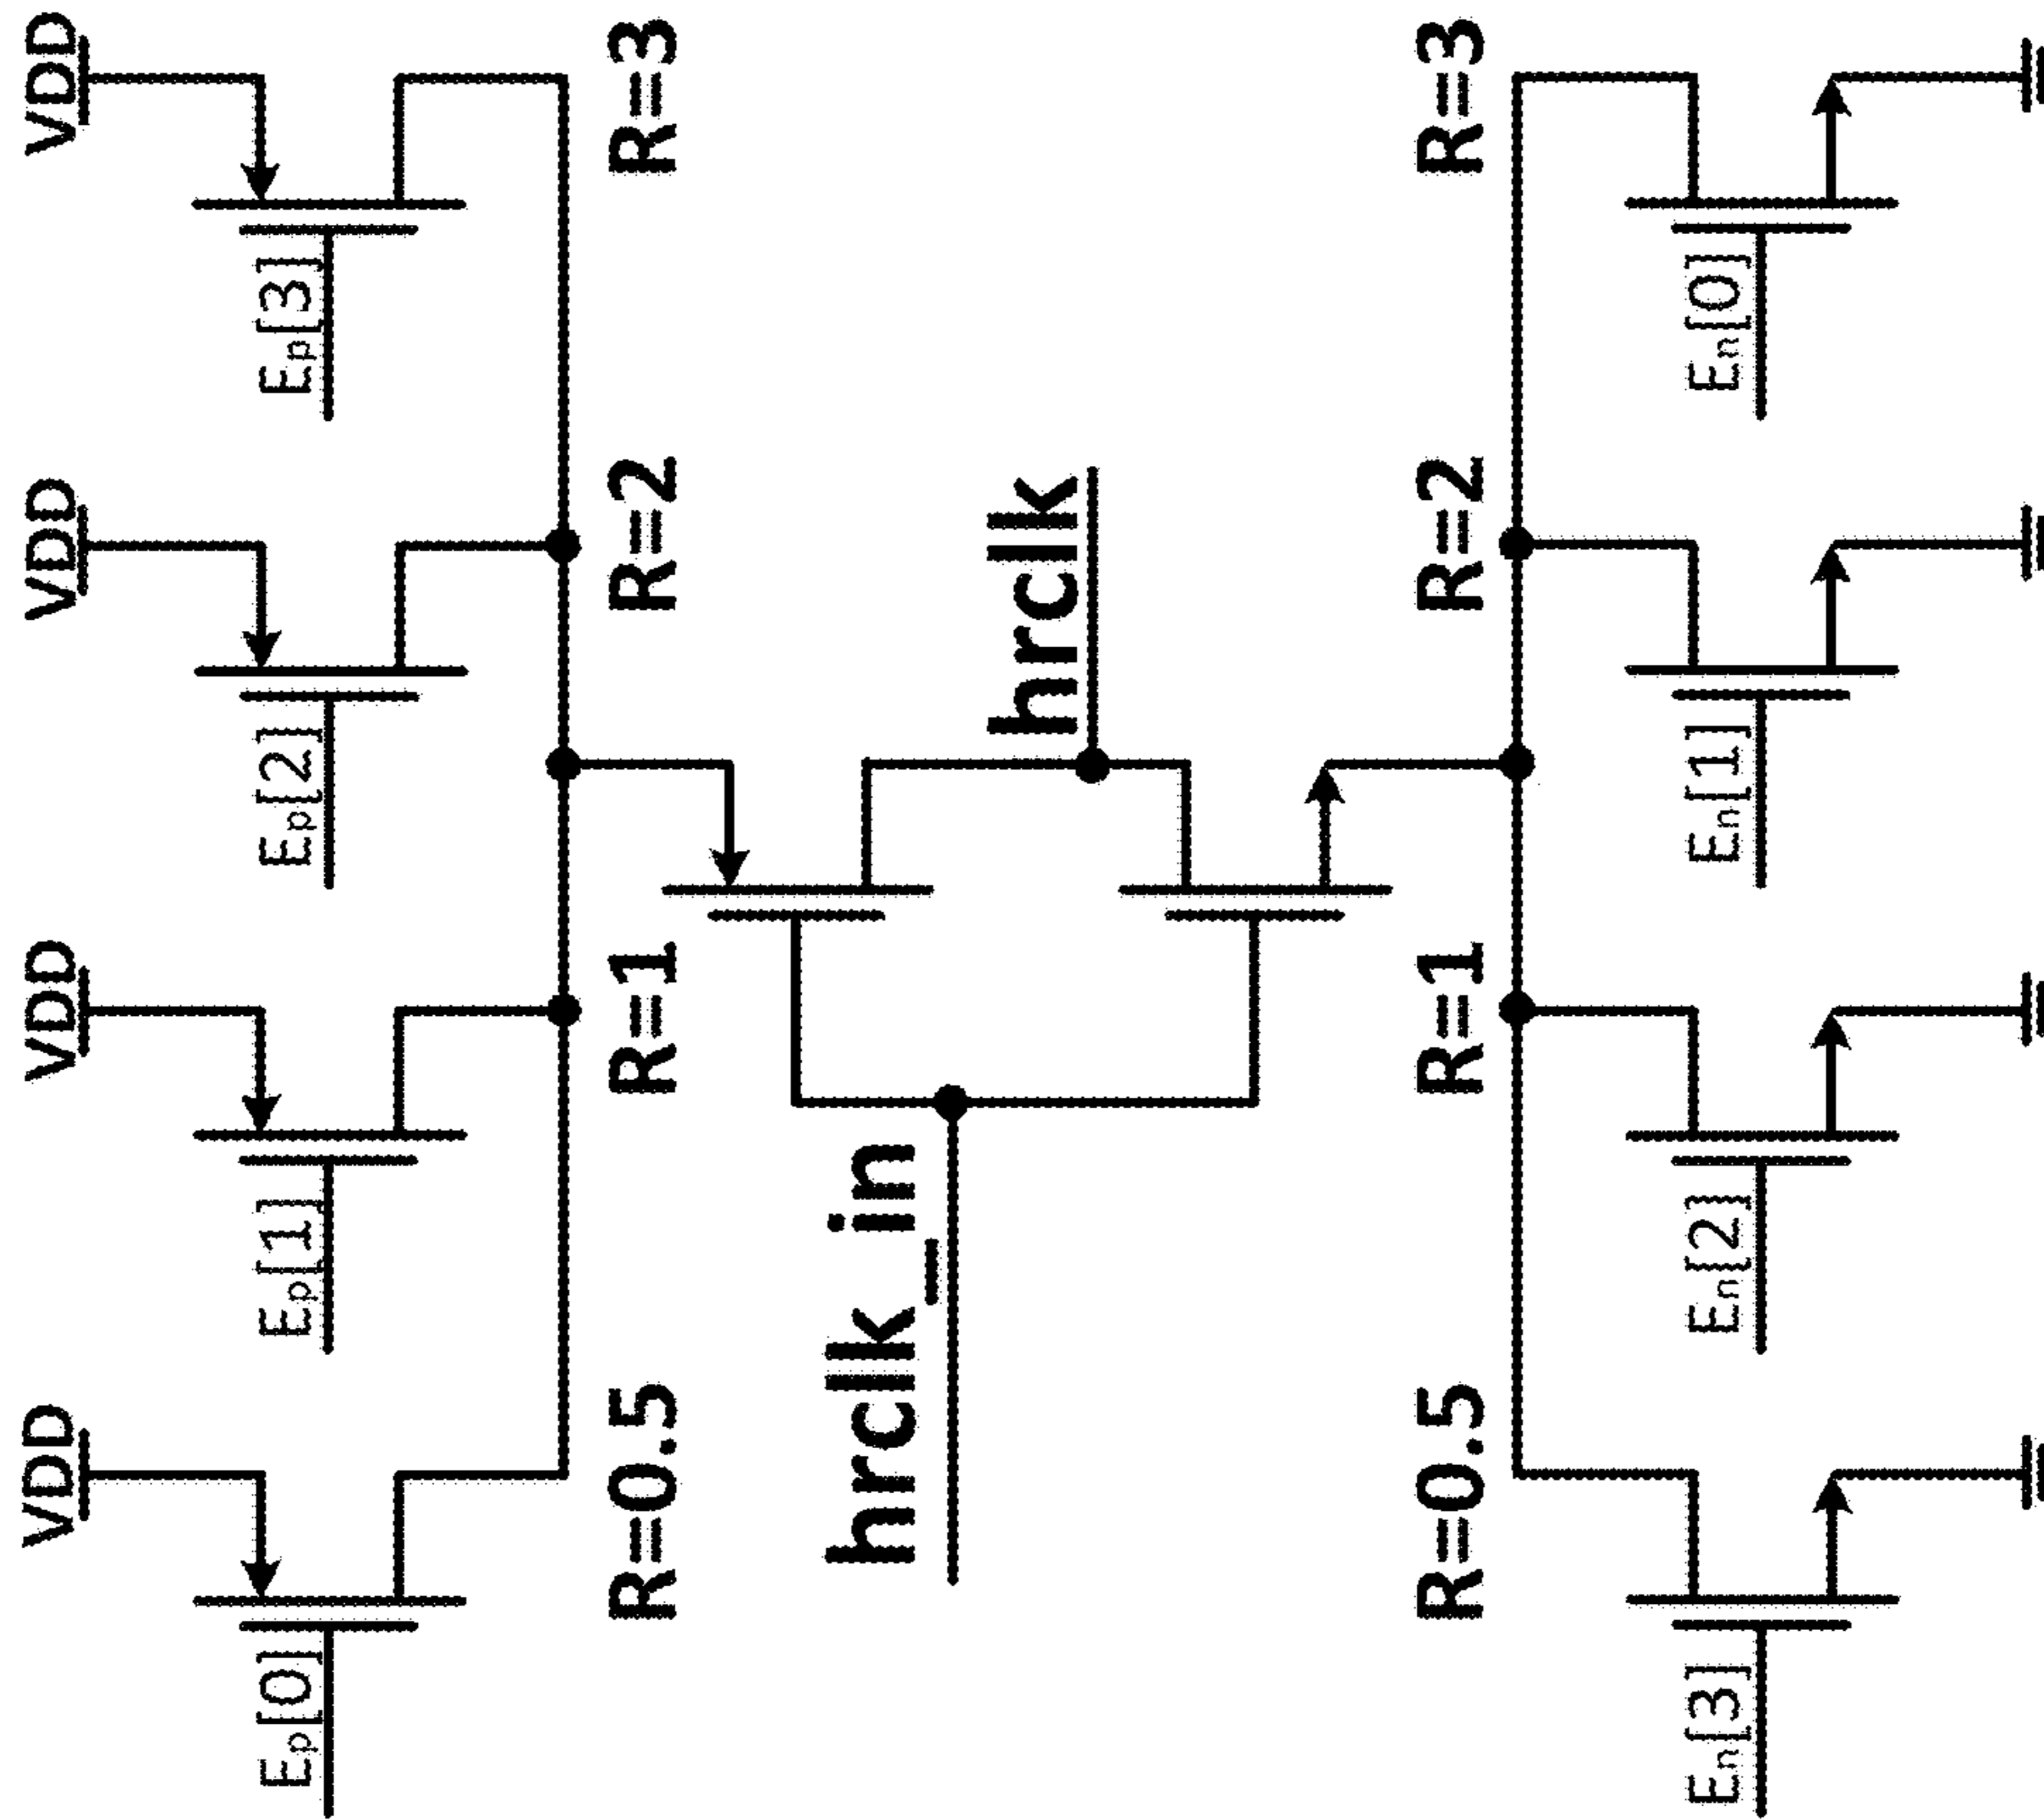 VDD
VDD
VDD
VDD
Eₚ[0]
Eₚ[1]
Eₚ[2]
Eₚ[3]
R=0.5
R=1
R=2
R=3
hrclk_in
hrclk
R=0.5
R=1
R=2
R=3
Eₙ[3]
Eₙ[2]
Eₙ[1]
Eₙ[0]